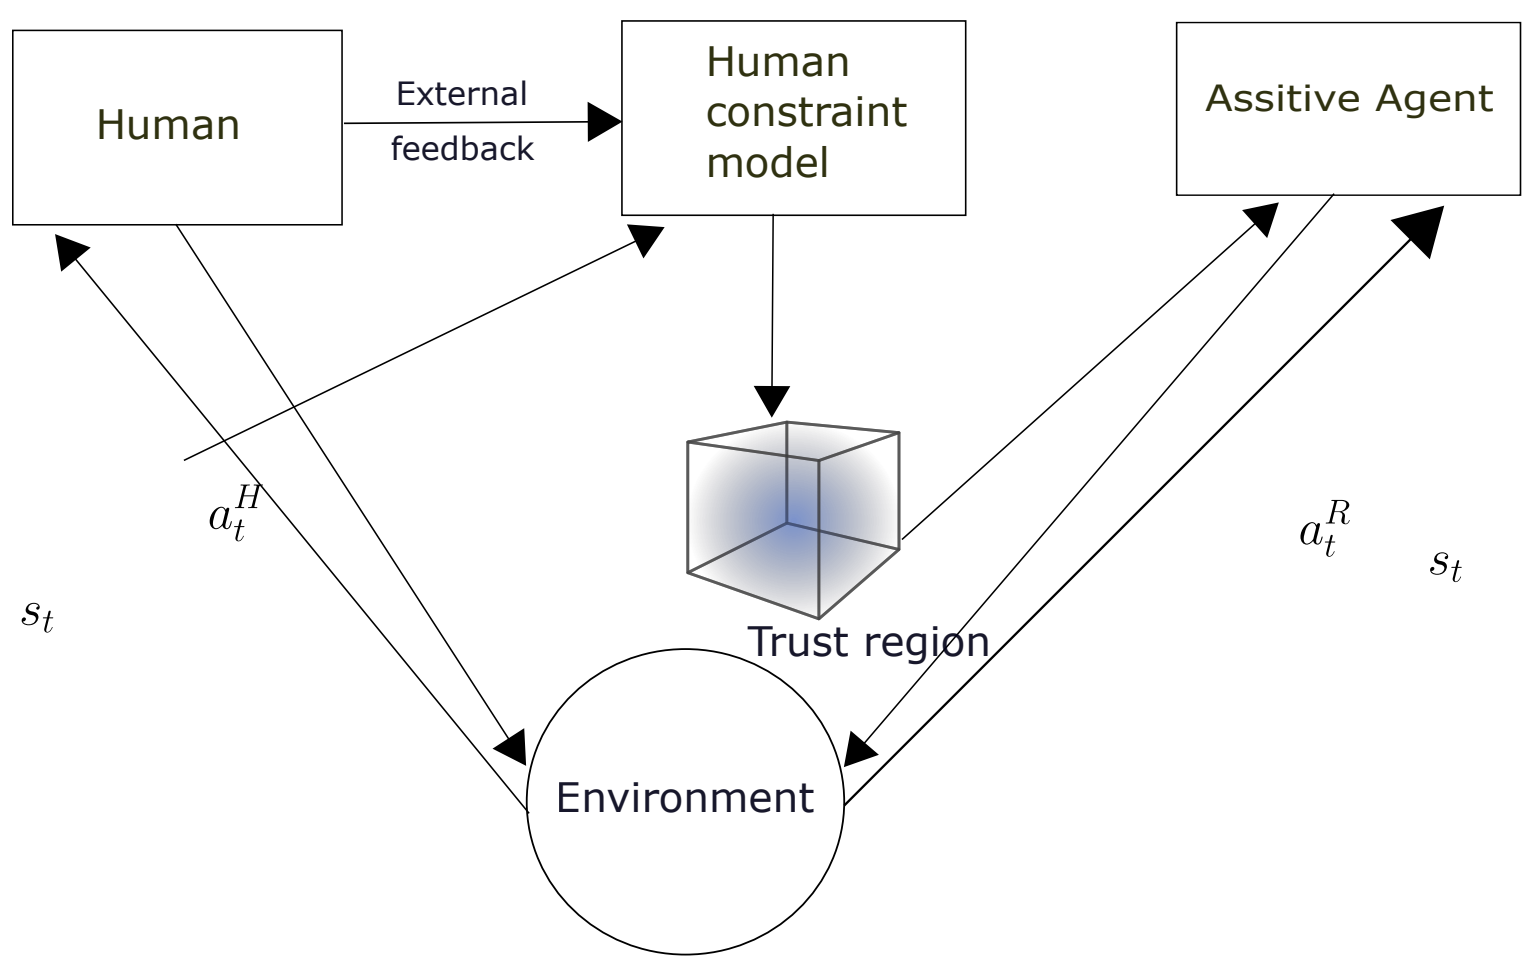 Human
External
feedback
Human
constraint
model
Assitive Agent
a_t^H
s_t
a_t^R
s_t
Trust region
Environment